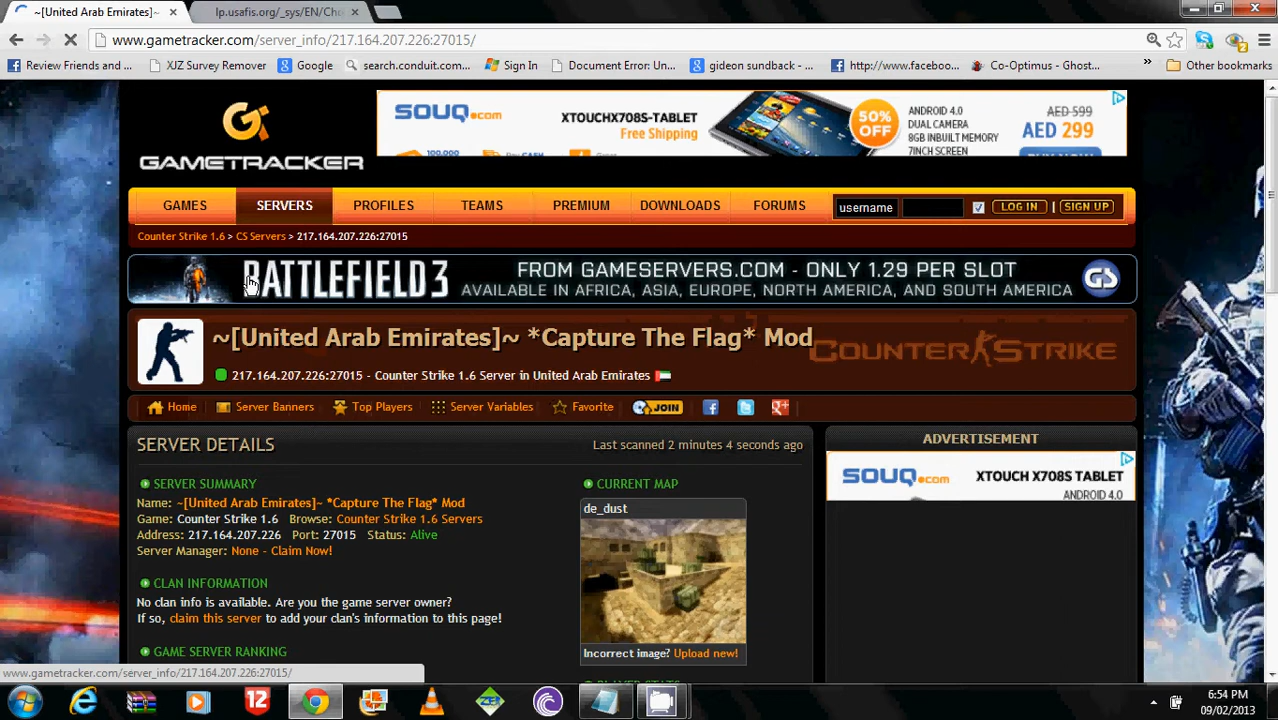 ~[United Arab Emirates]~
lp.usafis.org/_sys/EN/Ch
www.gametracker.com/server_info/217.164.207.226:27015/
Review Friends and ...
XJZ Survey Remover
Google
search.conduit.com...
Sign In
Document Error: Un...
gideon sundback - ...
http://www.faceboo...
Co-Optimus - Ghost...
»
Other bookmarks
GAMETRACKER
SOUQ.com
XTOUCHX708S-TABLET
Free Shipping
50%
OFF
ANDROID 4.0
DUAL CAMERA
8GB INBUILT MEMORY
7INCH SCREEN
AED 599
AED 299
GAMES
SERVERS
PROFILES
TEAMS
PREMIUM
DOWNLOADS
FORUMS
username
LOG IN | SIGN UP
Counter Strike 1.6 > CS Servers > 217.164.207.226:27015
BATTLEFIELD 3
FROM GAMESERVERS.COM - ONLY 1.29 PER SLOT
AVAILABLE IN AFRICA, ASIA, EUROPE, NORTH AMERICA, AND SOUTH AMERICA
GS
~[United Arab Emirates]~ *Capture The Flag* Mod
COUNTER STRIKE
217.164.207.226:27015 - Counter Strike 1.6 Server in United Arab Emirates
Home
Server Banners
Top Players
Server Variables
Favorite
JOIN
SERVER DETAILS
Last scanned 2 minutes 4 seconds ago
SERVER SUMMARY
Name: ~[United Arab Emirates]~ *Capture The Flag* Mod
Game: Counter Strike 1.6 Browse: Counter Strike 1.6 Servers
Address: 217.164.207.226 Port: 27015 Status: Alive
Server Manager: None - Claim Now!
CLAN INFORMATION
No clan info is available. Are you the game server owner?
If so, claim this server to add your clan's information to this page!
GAME SERVER RANKING
CURRENT MAP
de_dust
Incorrect image? Upload new!
ADVERTISEMENT
SOUQ.com
XTOUCH X708S TABLET
ANDROID 4.0
www.gametracker.com/server_info/217.164.207.226:27015/
12
ZEP
6:54 PM
09/02/2013